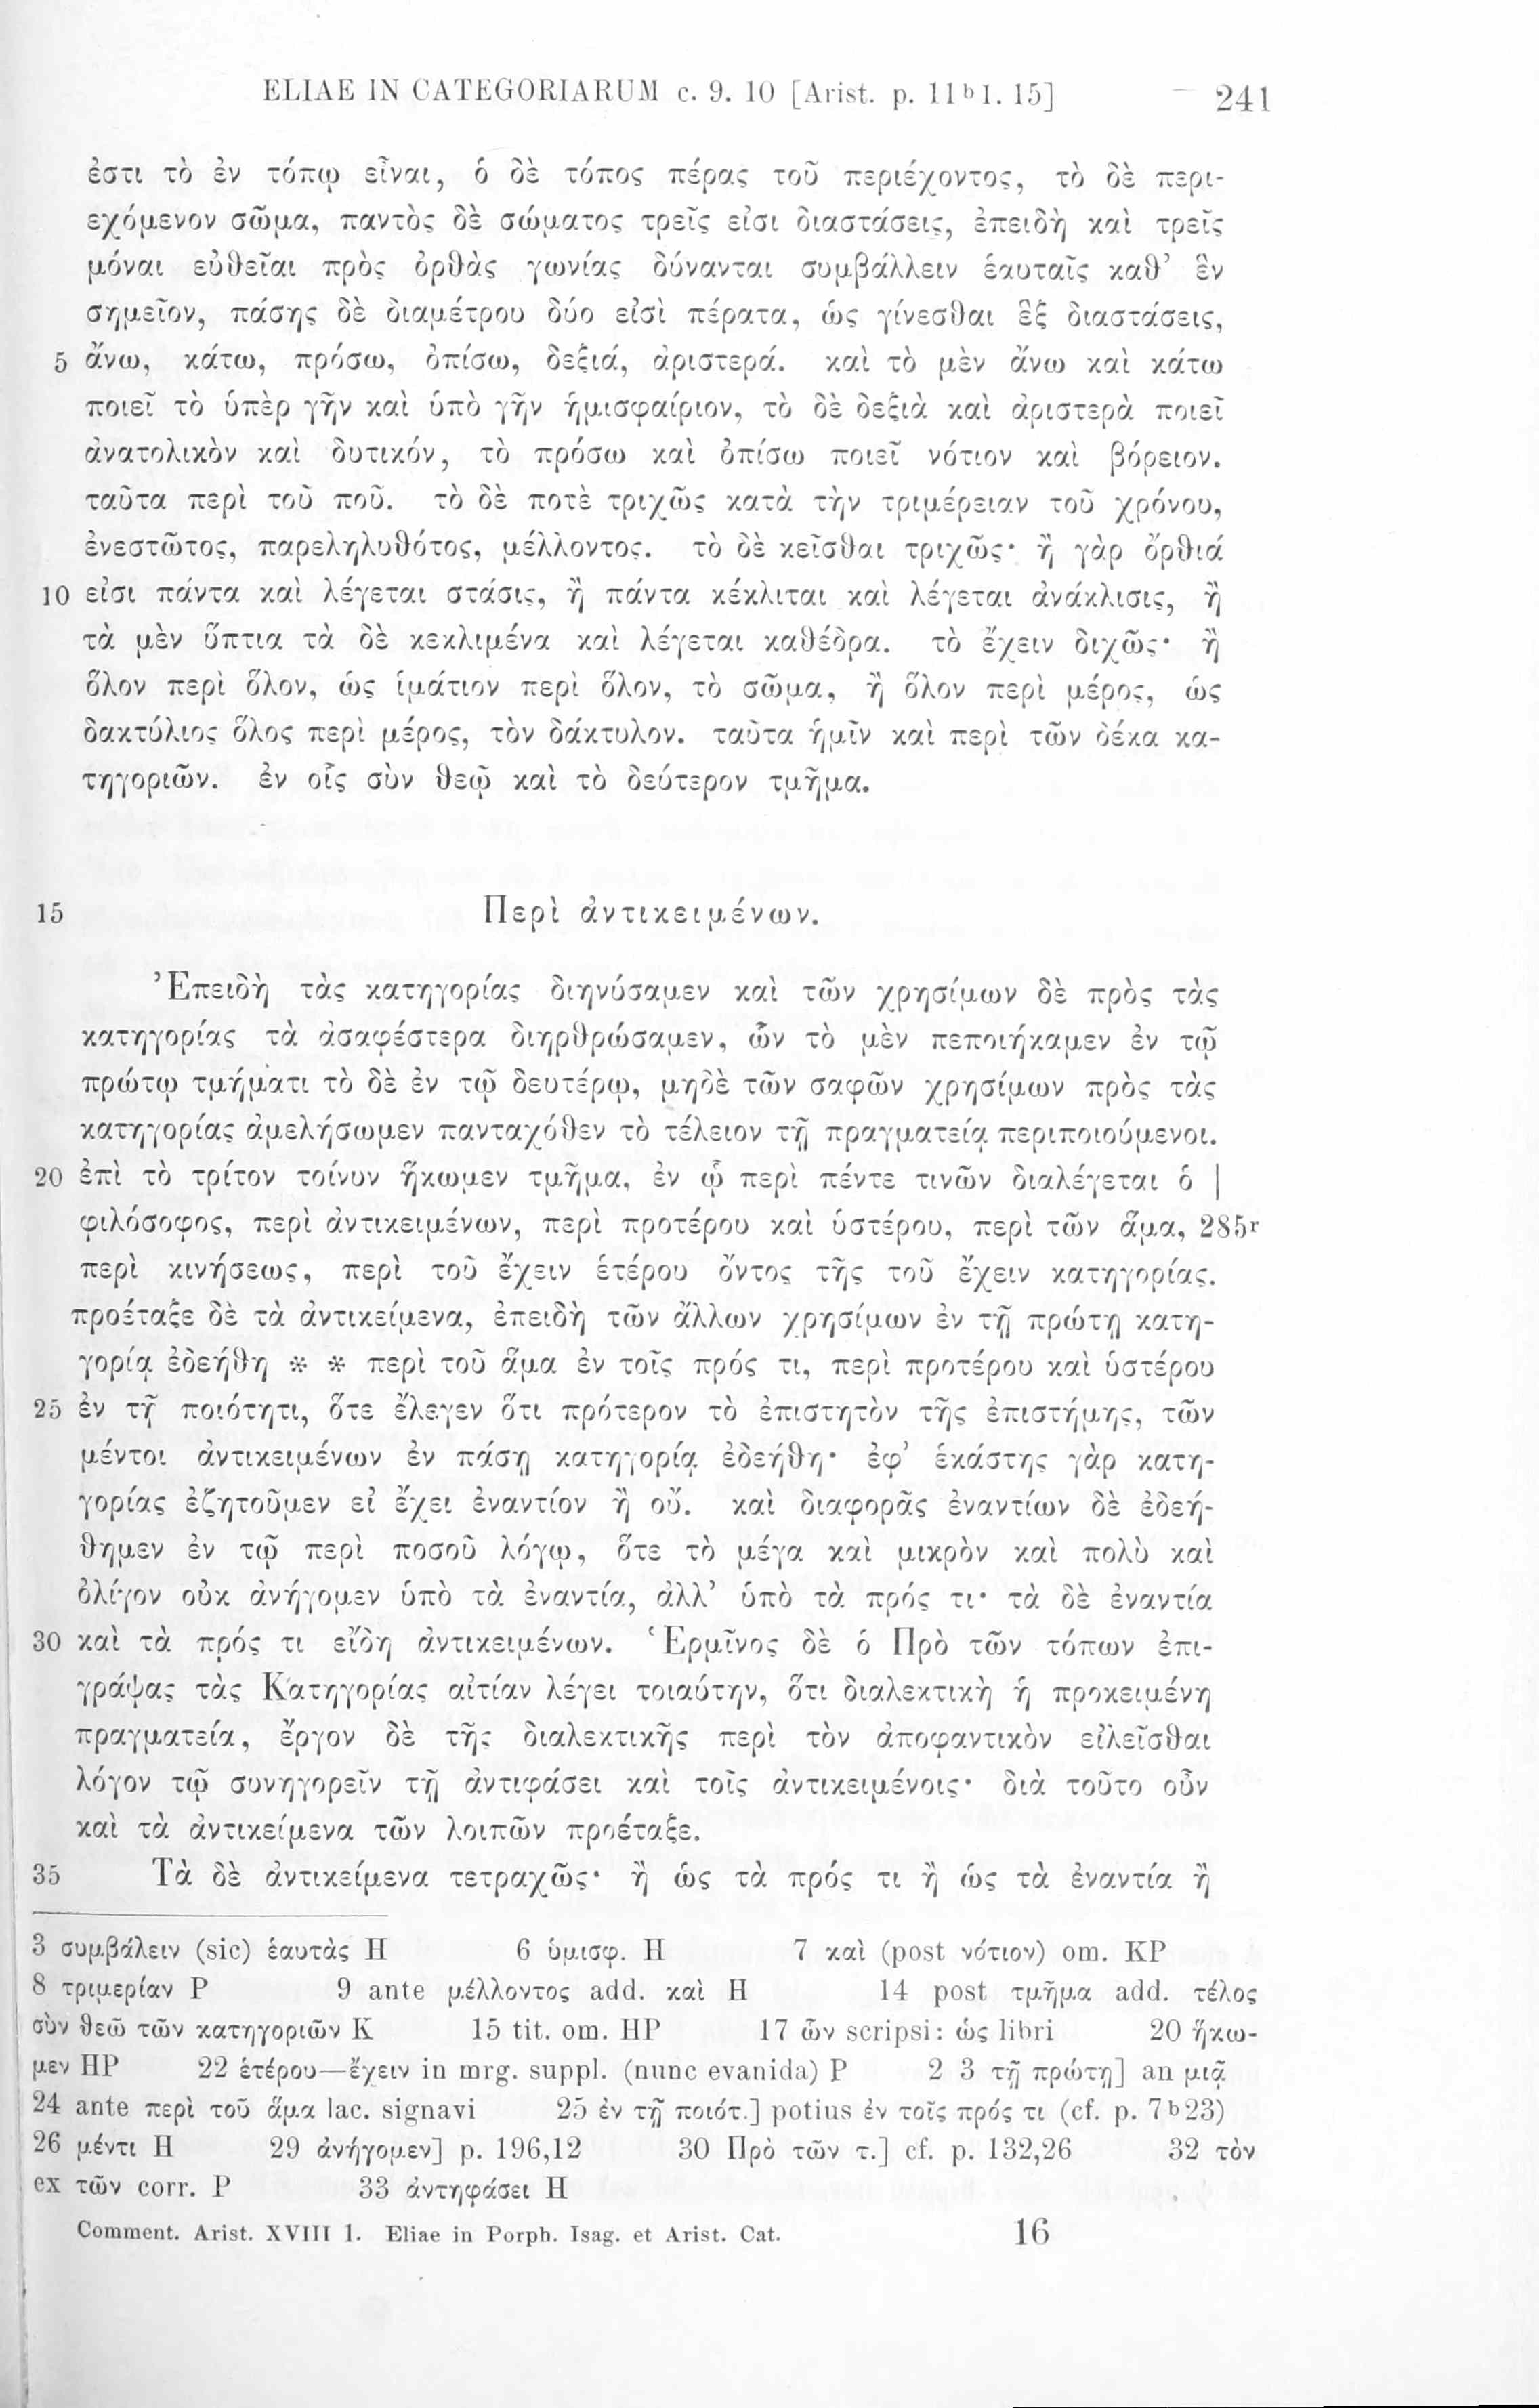 ELIAE IN CATEGORIARUM c. 9. 10 [Arist. p. 11ᵇ1. 15] 241
ἐστι τὸ ἐν τόπῳ εἶναι, ὁ δὲ τόπος πέρας τοῦ περιέχοντος, τὸ δὲ περι-
εχόμενον σῶμα, παντὸς δὲ σώματος τρεῖς εἰσι διαστάσεις, ἐπειδὴ καὶ τρεῖς
μόναι εὐθεῖαι πρὸς ὀρθὰς γωνίας δύνανται συμβάλλειν ἑαυταῖς καθ’ ἓν
σημεῖον, πάσης δὲ διαμέτρου δύο εἰσὶ πέρατα, ὡς γίνεσθαι ἓξ διαστάσεις,
5 ἄνω, κάτω, πρόσω, ὀπίσω, δεξιά, ἀριστερά. καὶ τὸ μὲν ἄνω καὶ κάτω
ποιεῖ τὸ ὑπὲρ γῆν καὶ ὑπὸ γῆν ἡμισφαίριον, τὸ δὲ δεξιὰ καὶ ἀριστερὰ ποιεῖ
ἀνατολικὸν καὶ δυτικόν, τὸ πρόσω καὶ ὀπίσω ποιεῖ νότιον καὶ βόρειον.
ταῦτα περὶ τοῦ ποῦ. τὸ δὲ ποτὲ τριχῶς κατὰ τὴν τριμέρειαν τοῦ χρόνου,
ἐνεστῶτος, παρεληλυθότος, μέλλοντος. τὸ δὲ κεῖσθαι τριχῶς· ἢ γὰρ ὄρθιά
10 εἰσι πάντα καὶ λέγεται στάσις, ἢ πάντα κέκλιται καὶ λέγεται ἀνάκλισις, ἢ
τὰ μὲν ὕπτια τὰ δὲ κεκλιμένα καὶ λέγεται καθέδρα. τὸ ἔχειν διχῶς· ἢ
ὅλον περὶ ὅλον, ὡς ἱμάτιον περὶ ὅλον, τὸ σῶμα, ἢ ὅλον περὶ μέρος, ὡς
δακτύλιος ὅλος περὶ μέρος, τὸν δάκτυλον. ταῦτα ἡμῖν καὶ περὶ τῶν δέκα κα-
τηγοριῶν. ἐν οἷς σὺν θεῷ καὶ τὸ δεύτερον τμῆμα.
15 Περὶ ἀντικειμένων.
Ἐπειδὴ τὰς κατηγορίας διηνύσαμεν καὶ τῶν χρησίμων δὲ πρὸς τὰς
κατηγορίας τὰ ἀσαφέστερα διηρθρώσαμεν, ὧν τὸ μὲν πεποιήκαμεν ἐν τῷ
πρώτῳ τμήματι τὸ δὲ ἐν τῷ δευτέρῳ, μηδὲ τῶν σαφῶν χρησίμων πρὸς τὰς
κατηγορίας ἀμελήσωμεν πανταχόθεν τὸ τέλειον τῇ πραγματείᾳ περιποιούμενοι.
20 ἐπὶ τὸ τρίτον τοίνυν ἥκωμεν τμῆμα, ἐν ᾧ περὶ πέντε τινῶν διαλέγεται ὁ |
φιλόσοφος, περὶ ἀντικειμένων, περὶ προτέρου καὶ ὑστέρου, περὶ τῶν ἅμα, 285ʳ
περὶ κινήσεως, περὶ τοῦ ἔχειν ἑτέρου ὄντος τῆς τοῦ ἔχειν κατηγορίας.
προέταξε δὲ τὰ ἀντικείμενα, ἐπειδὴ τῶν ἄλλων χρησίμων ἐν τῇ πρώτῃ κατη-
γορίᾳ ἐδεήθη * * περὶ τοῦ ἅμα ἐν τοῖς πρός τι, περὶ προτέρου καὶ ὑστέρου
25 ἐν τῇ ποιότητι, ὅτε ἔλεγεν ὅτι πρότερον τὸ ἐπιστητὸν τῆς ἐπιστήμης, τῶν
μέντοι ἀντικειμένων ἐν πάσῃ κατηγορίᾳ ἐδεήθη· ἐφ’ ἑκάστης γὰρ κατη-
γορίας ἐζητοῦμεν εἰ ἔχει ἐναντίον ἢ οὔ. καὶ διαφορᾶς ἐναντίων δὲ ἐδεή-
θημεν ἐν τῷ περὶ ποσοῦ λόγῳ, ὅτε τὸ μέγα καὶ μικρὸν καὶ πολὺ καὶ
ὀλίγον οὐκ ἀνήγομεν ὑπὸ τὰ ἐναντία, ἀλλ’ ὑπὸ τὰ πρός τι· τὰ δὲ ἐναντία
30 καὶ τὰ πρός τι εἴδη ἀντικειμένων. Ἑρμῖνος δὲ ὁ Πρὸ τῶν τόπων ἐπι-
γράψας τὰς Κατηγορίας αἰτίαν λέγει τοιαύτην, ὅτι διαλεκτικὴ ἡ προκειμένη
πραγματεία, ἔργον δὲ τῆς διαλεκτικῆς περὶ τὸν ἀποφαντικὸν εἰλεῖσθαι
λόγον τῷ συνηγορεῖν τῇ ἀντιφάσει καὶ τοῖς ἀντικειμένοις· διὰ τοῦτο οὖν
καὶ τὰ ἀντικείμενα τῶν λοιπῶν προέταξε.
35 Τὰ δὲ ἀντικείμενα τετραχῶς· ἢ ὡς τὰ πρός τι ἢ ὡς τὰ ἐναντία ἢ
3 συμβάλειν (sic) ἑαυτὰς H 6 ὑμισφ. H 7 καὶ (post νότιον) om. KP
8 τριμερίαν P 9 ante μέλλοντος add. καὶ H 14 post τμῆμα add. τέλος
σὺν θεῶ τῶν κατηγοριῶν K 15 tit. om. HP 17 ὧν scripsi: ὡς libri 20 ἥκω-
μεν HP 22 ἑτέρου—ἔχειν in mrg. suppl. (nunc evanida) P 2 3 τῇ πρώτῃ] an μιᾷ
24 ante περὶ τοῦ ἅμα lac. signavi 25 ἐν τῇ ποιότ.] potius ἐν τοῖς πρός τι (cf. p. 7ᵇ23)
26 μέντι H 29 ἀνήγομεν] p. 196,12 30 Πρὸ τῶν τ.] cf. p. 132,26 32 τὸν
ex τῶν corr. P 33 ἀντηφάσει H
Comment. Arist. XVIII 1. Eliae in Porph. Isag. et Arist. Cat. 16